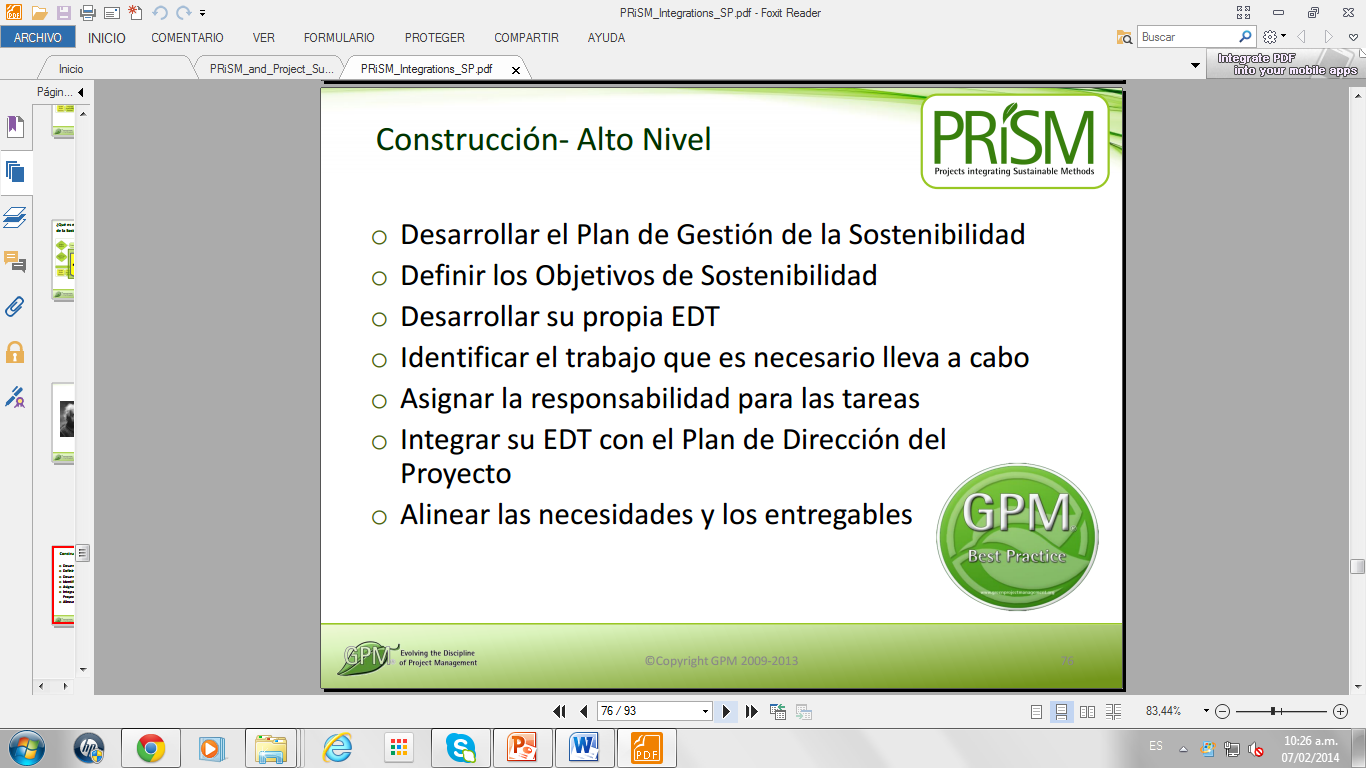 PRiSM_Integrations_SP.pdf - Foxit Reader
ARCHIVO INICIO COMENTARIO VER FORMULARIO PROTEGER COMPARTIR AYUDA
Buscar
Inicio PRiSM_and_Project_Su... PRiSM_Integrations_SP.pdf
Integrate PDF
into your mobile apps
Págin...
Construcción- Alto Nivel
PRiSM
Projects integrating Sustainable Methods
Desarrollar el Plan de Gestión de la Sostenibilidad
Definir los Objetivos de Sostenibilidad
Desarrollar su propia EDT
Identificar el trabajo que es necesario lleva a cabo
Asignar la responsabilidad para las tareas
Integrar su EDT con el Plan de Dirección del
Proyecto
Alinear las necesidades y los entregables
GPM
Best Practice
GPM
Evolving the Discipline
of Project Management
©Copyright GPM 2009-2013
76
76 / 93
83,44%
ES
10:26 a.m.
07/02/2014